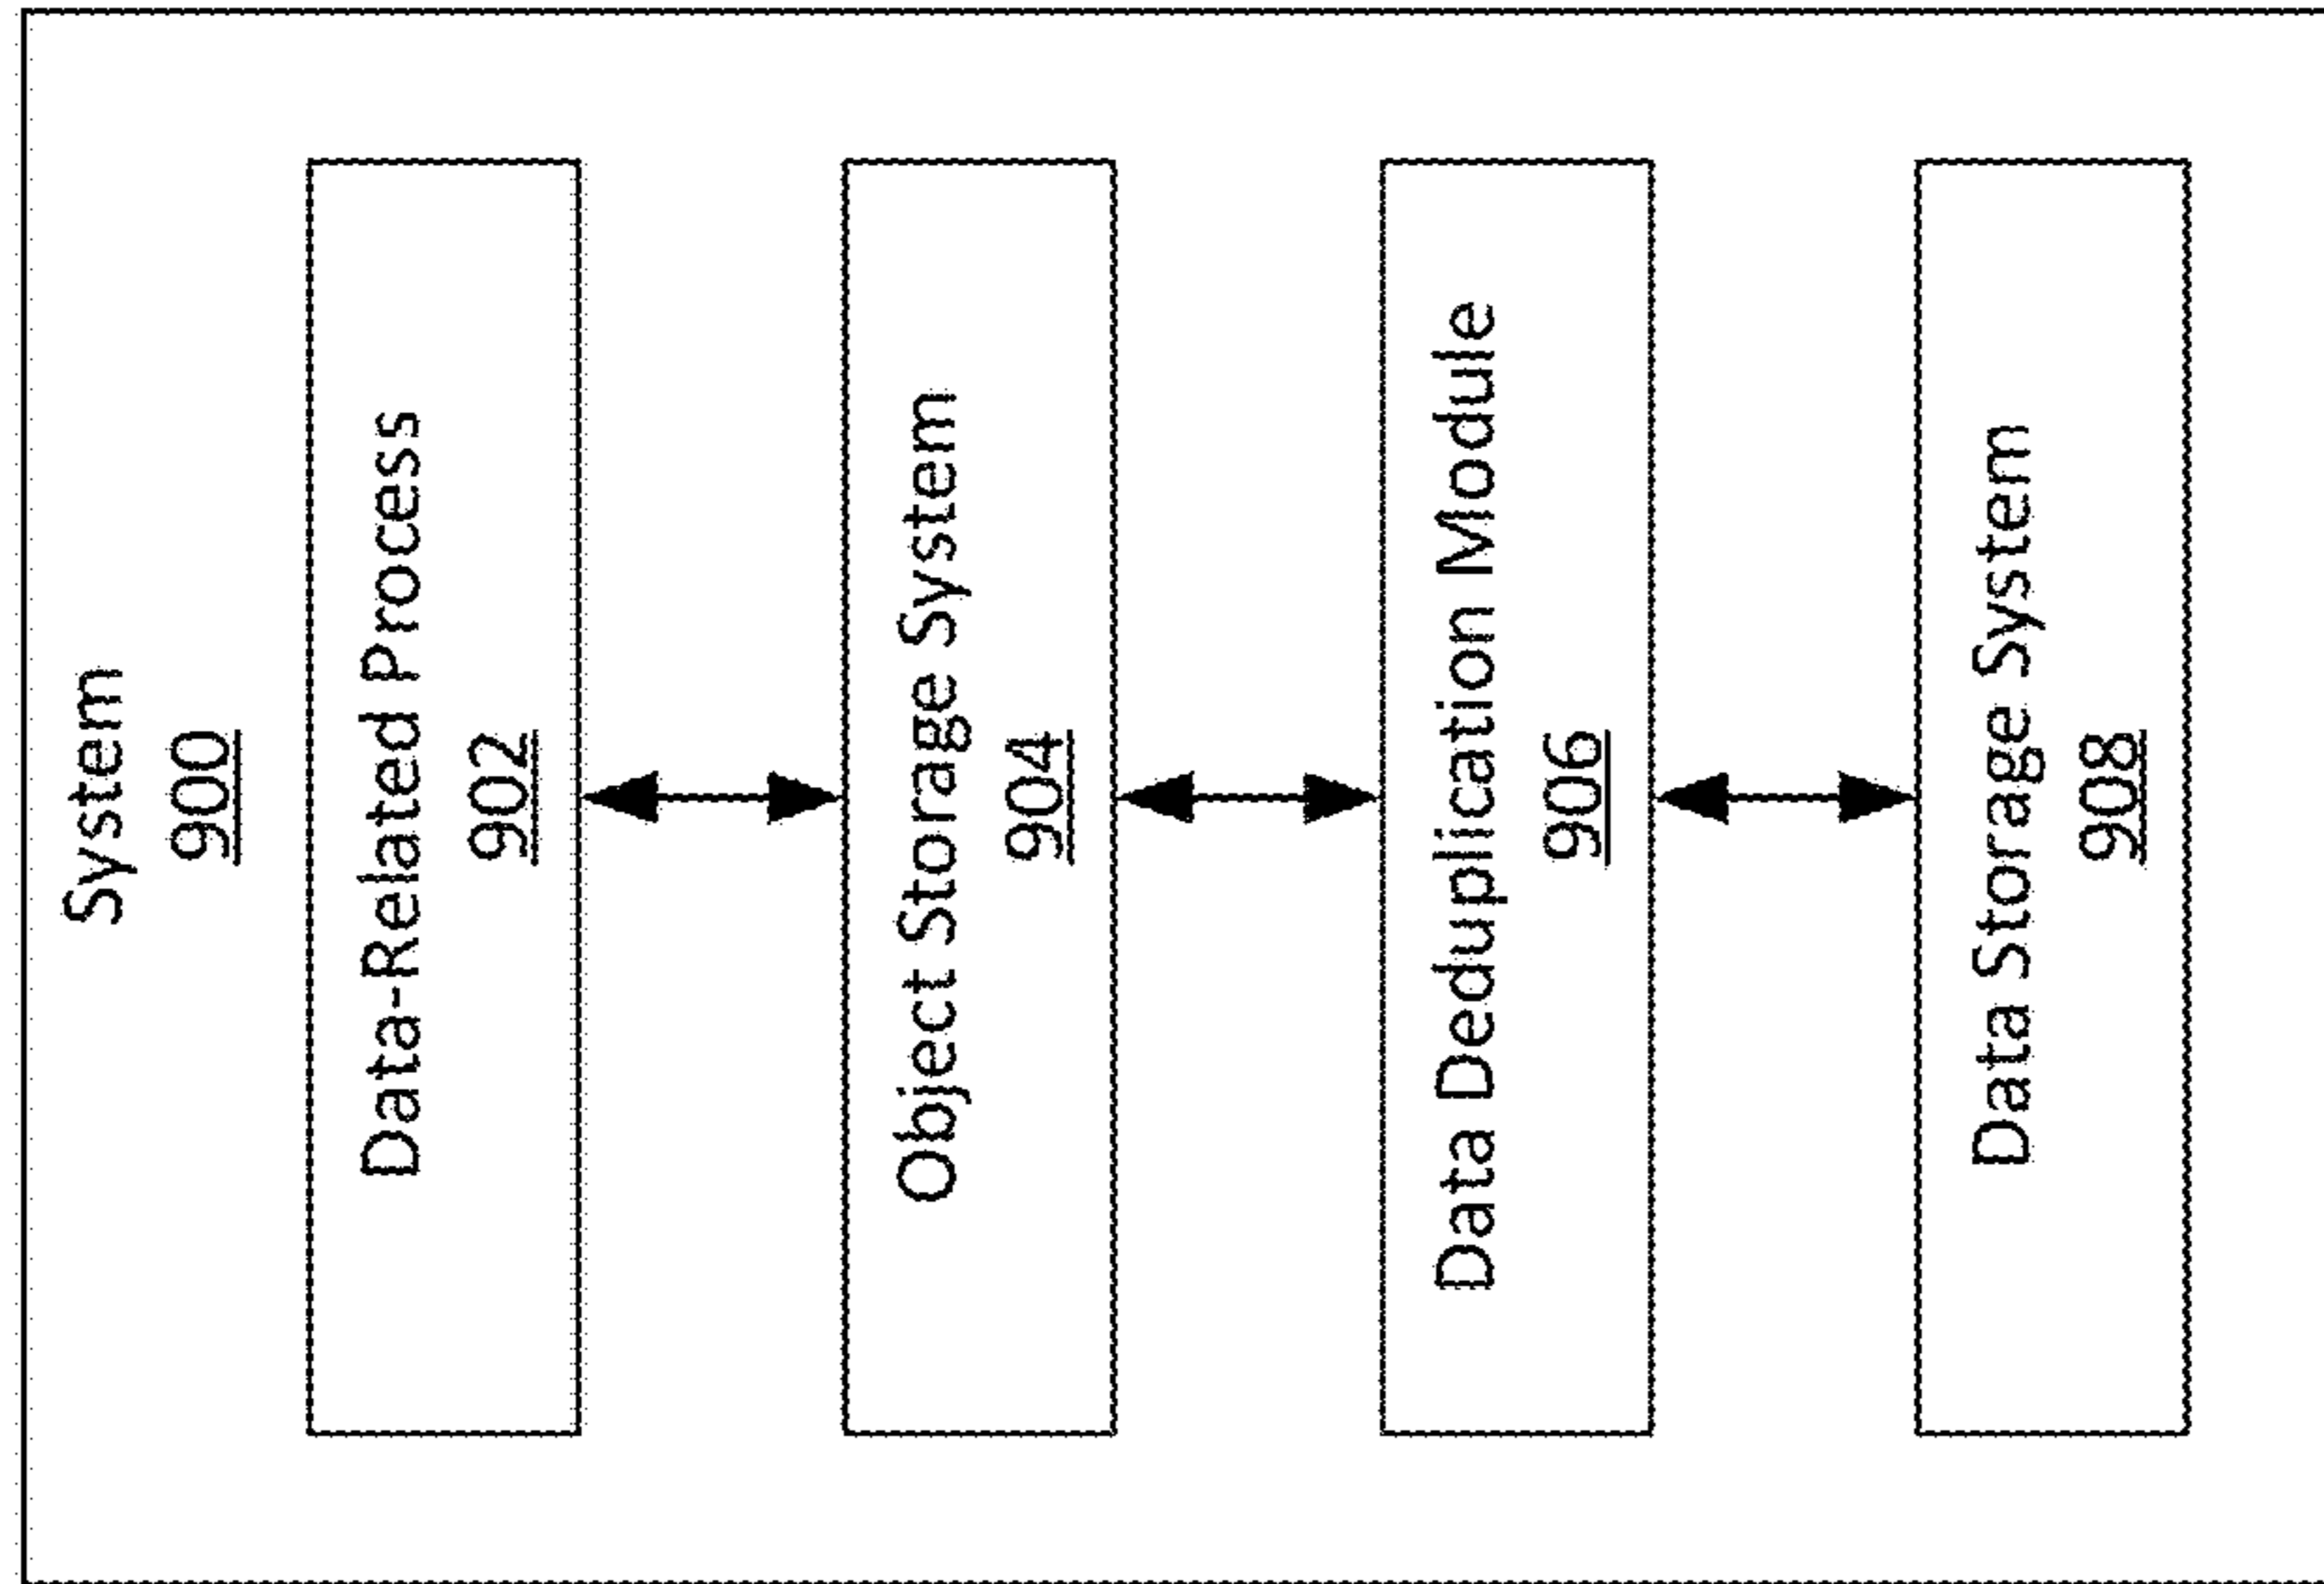 System
900
Data-Related Process
902
Object Storage System
904
Data Deduplication Module
906
Data Storage System
908